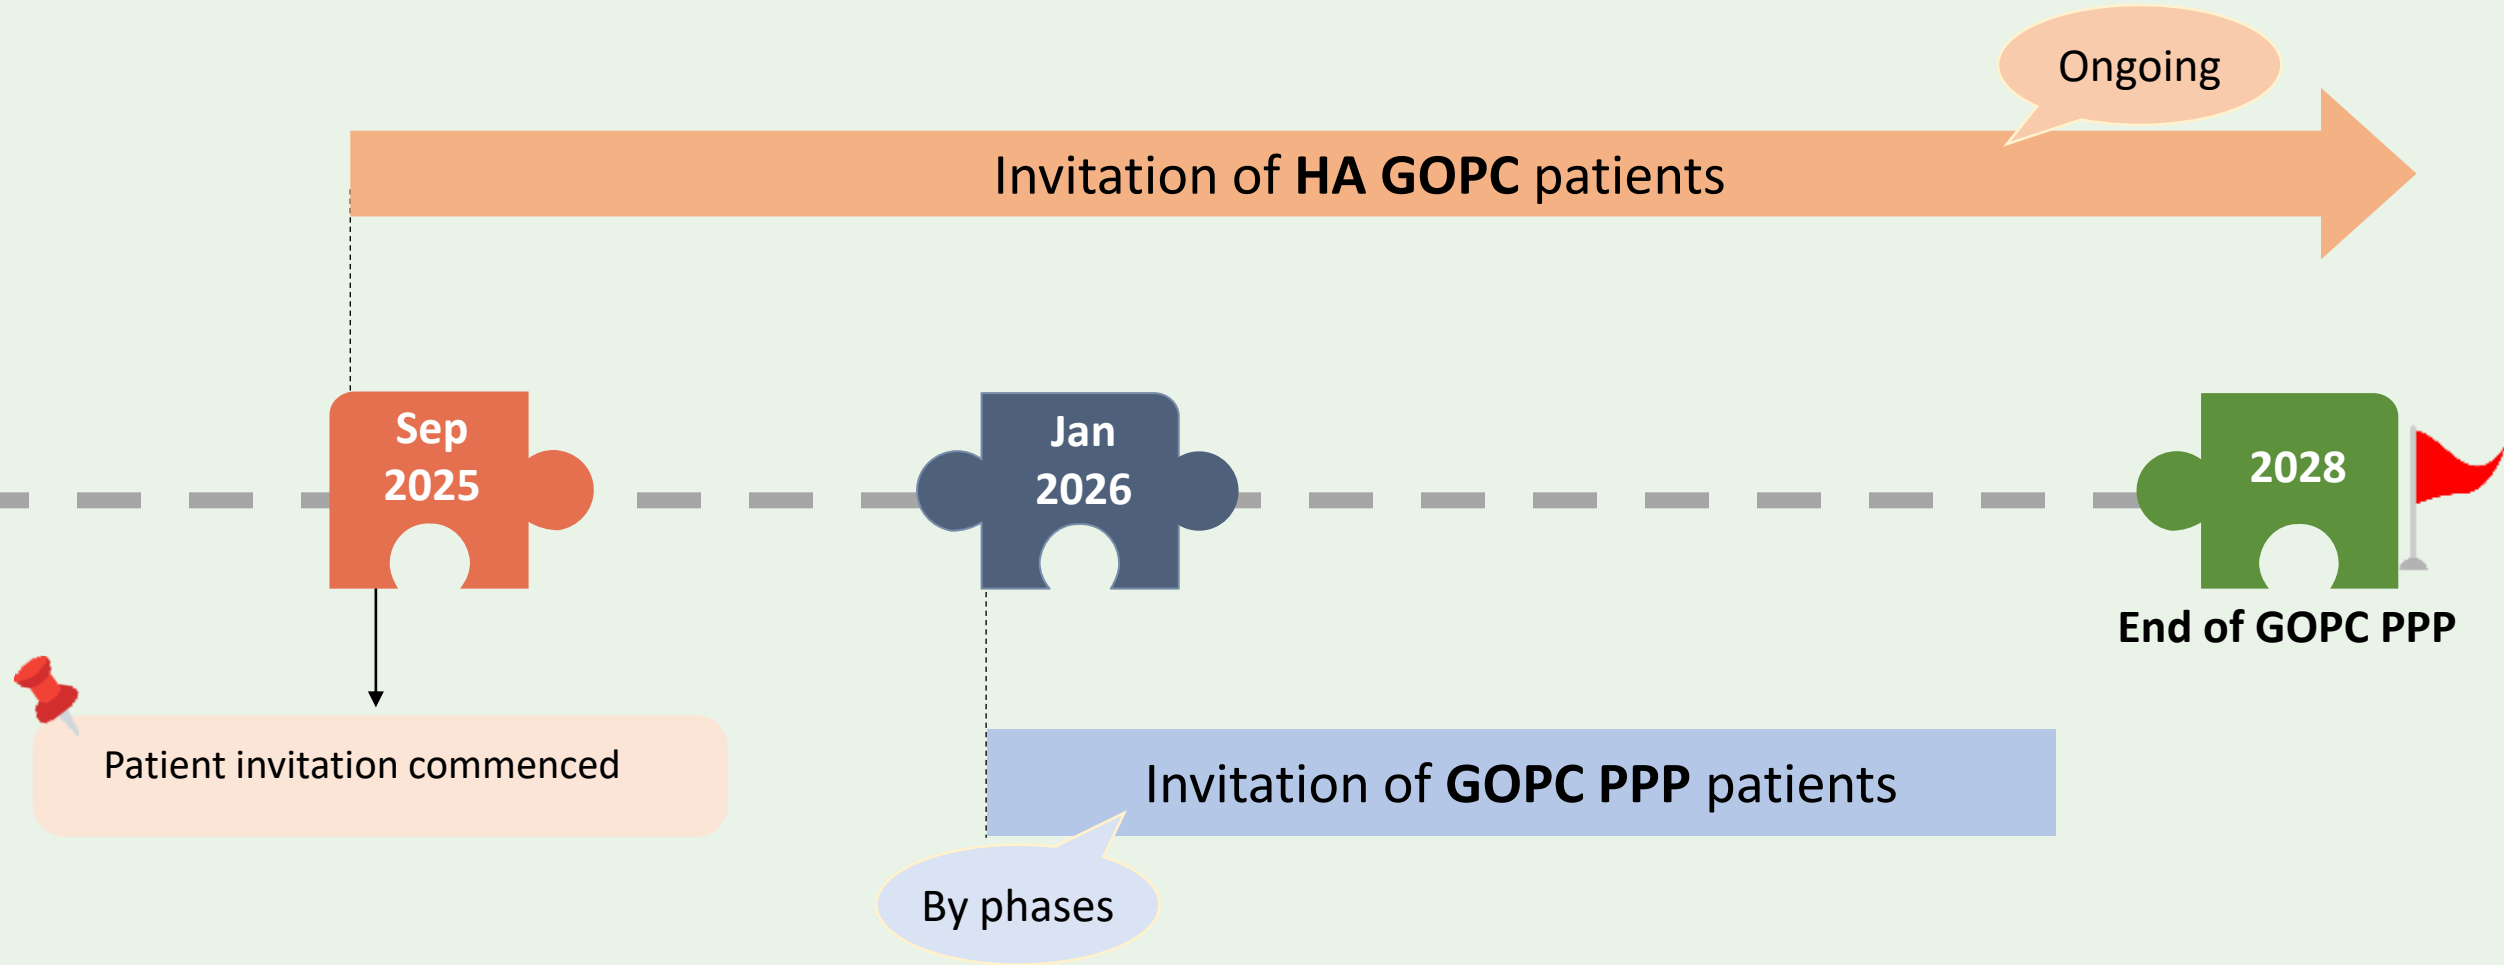 Ongoing
Invitation of HA GOPC patients
Sep
2025
Jan
2026
2028
End of GOPC PPP
Patient invitation commenced
Invitation of GOPC PPP patients
By phases